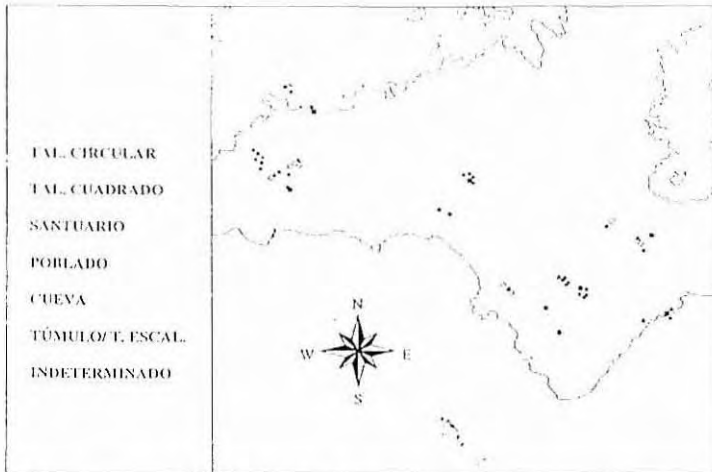 TAL. CIRCULAR
TAL. CUADRADO
SANTUARIO
POBLADO
CUEVA
TÚMULO/T. ESCAL.
INDETERMINADO
N
W E
S